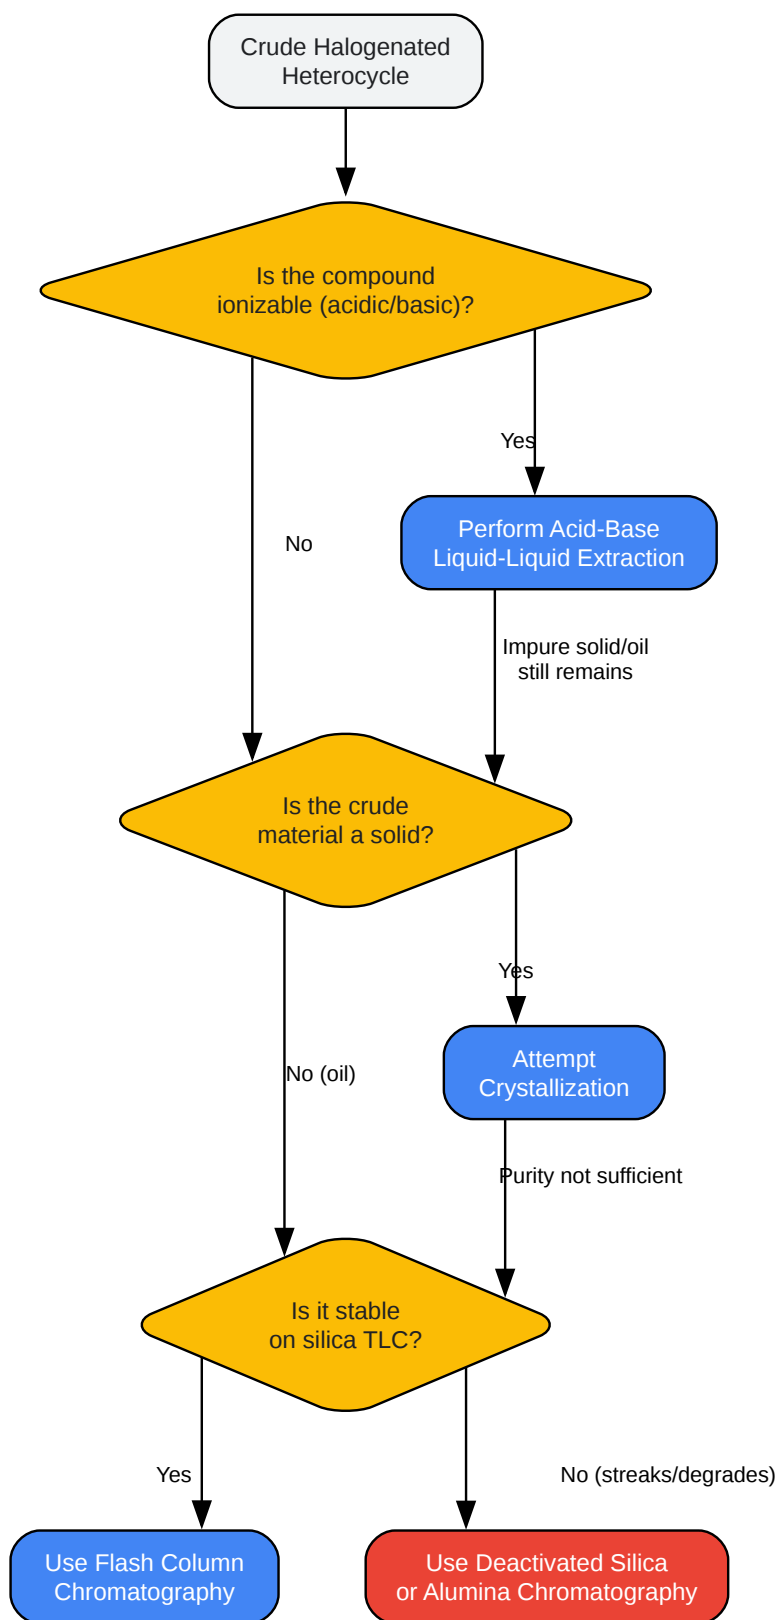 Crude Halogenated
Heterocycle
Is the compound
ionizable (acidic/basic)?
Yes
Perform Acid-Base
Liquid-Liquid Extraction
No
Impure solid/oil
still remains
Is the crude
material a solid?
Yes
Attempt
Crystallization
No (oil)
Purity not sufficient
Is it stable
on silica TLC?
Yes
No (streaks/degrades)
Use Flash Column
Chromatography
Use Deactivated Silica
or Alumina Chromatography